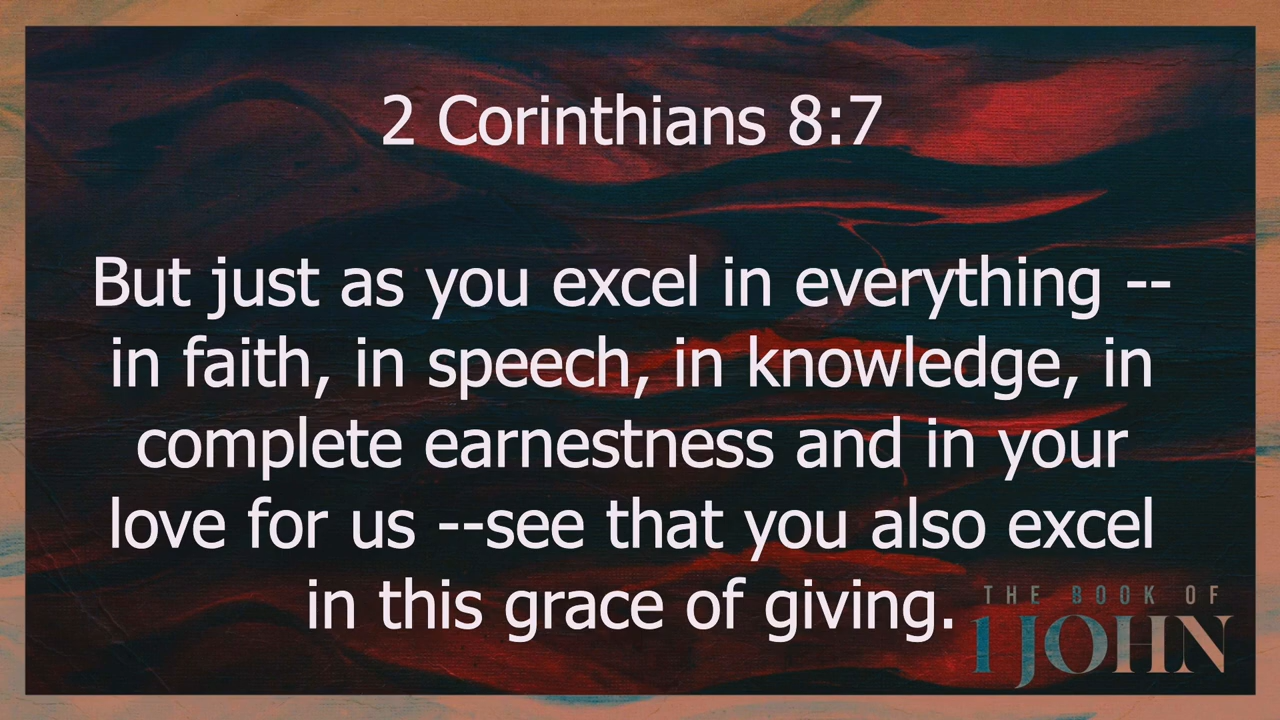 2 Corinthians 8:7
But just as you excel in everything --
in faith, in speech, in knowledge, in
complete earnestness and in your
love for us --see that you also excel
in this grace of giving.
THE BOOK OF
1 JOHN